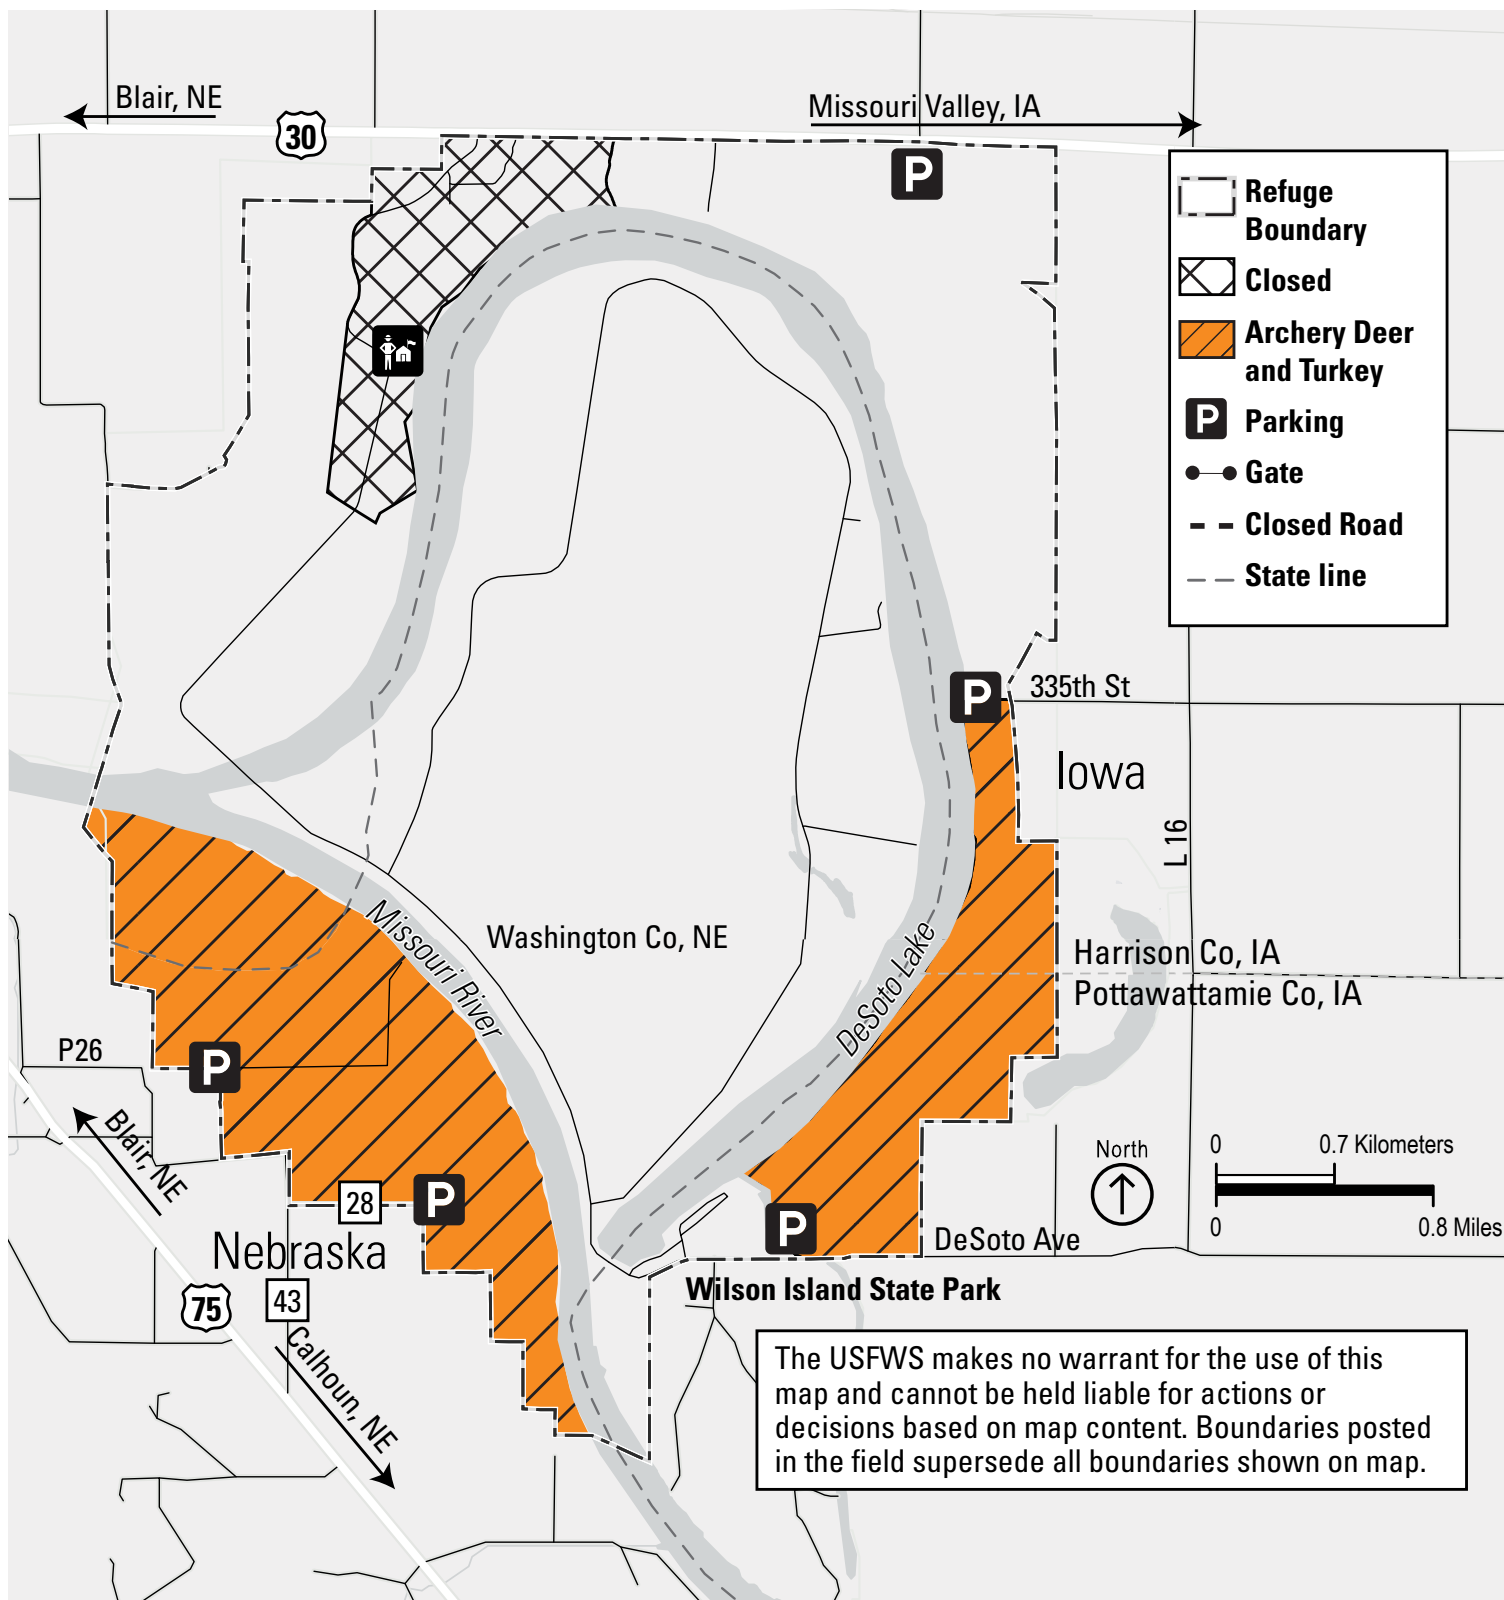 Blair, NE
30
Missouri Valley, IA
P
Refuge
Boundary
Closed
Archery Deer
and Turkey
P
Parking
Gate
Closed Road
State line
P
335th St
Iowa
L 16
Missouri River
Washington Co, NE
DeSoto Lake
Harrison Co, IA
Pottawattamie Co, IA
P26
P
Blair, NE
North
0
0.7 Kilometers
0
0.8 Miles
28
P
P
DeSoto Ave
Nebraska
Wilson Island State Park
75
43
Calhoun, NE
The USFWS makes no warrant for the use of this
map and cannot be held liable for actions or
decisions based on map content. Boundaries posted
in the field supersede all boundaries shown on map.